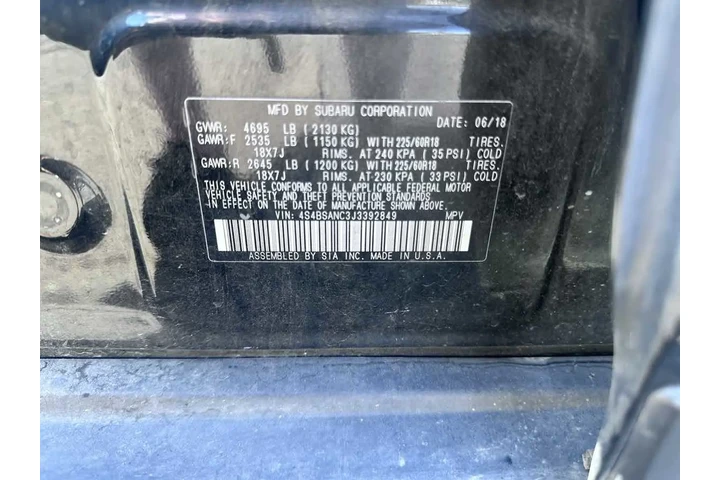 MFD BY SUBARU CORPORATION DATE: 06/18
GVWR: 4695 LB (2130 KG)
GAWR:F 2535 LB (1150 KG) WITH 225/60R18 TIRES.
18X7J RIMS. AT 240 KPA (35 PSI) COLD
GAWR:R 2645 LB (1200 KG) WITH 225/60R18 TIRES.
18X7J RIMS. AT 230 KPA (33 PSI) COLD
THIS VEHICLE CONFORMS TO ALL APPLICABLE FEDERAL MOTOR
VEHICLE SAFETY AND THEFT PREVENTION STANDARDS
IN EFFECT ON THE DATE OF MANUFACTURE SHOWN ABOVE.
VIN: 4S4BSANC3J3392849 MPV
ASSEMBLED BY SIA INC. MADE IN U.S.A.